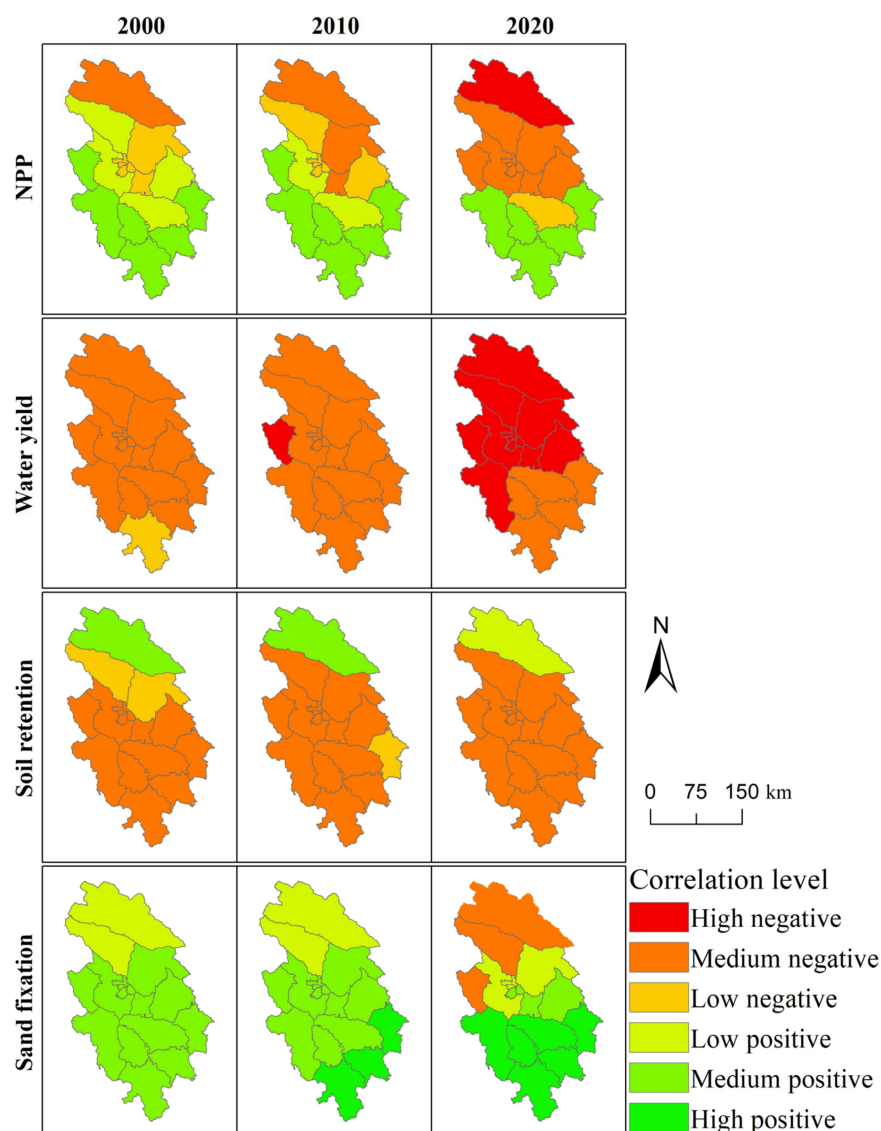 2000 2010 2020
NPP
Water yield
Soil retention
Sand fixation
N
0 75 150 km
Correlation level
High negative
Medium negative
Low negative
Low positive
Medium positive
High positive